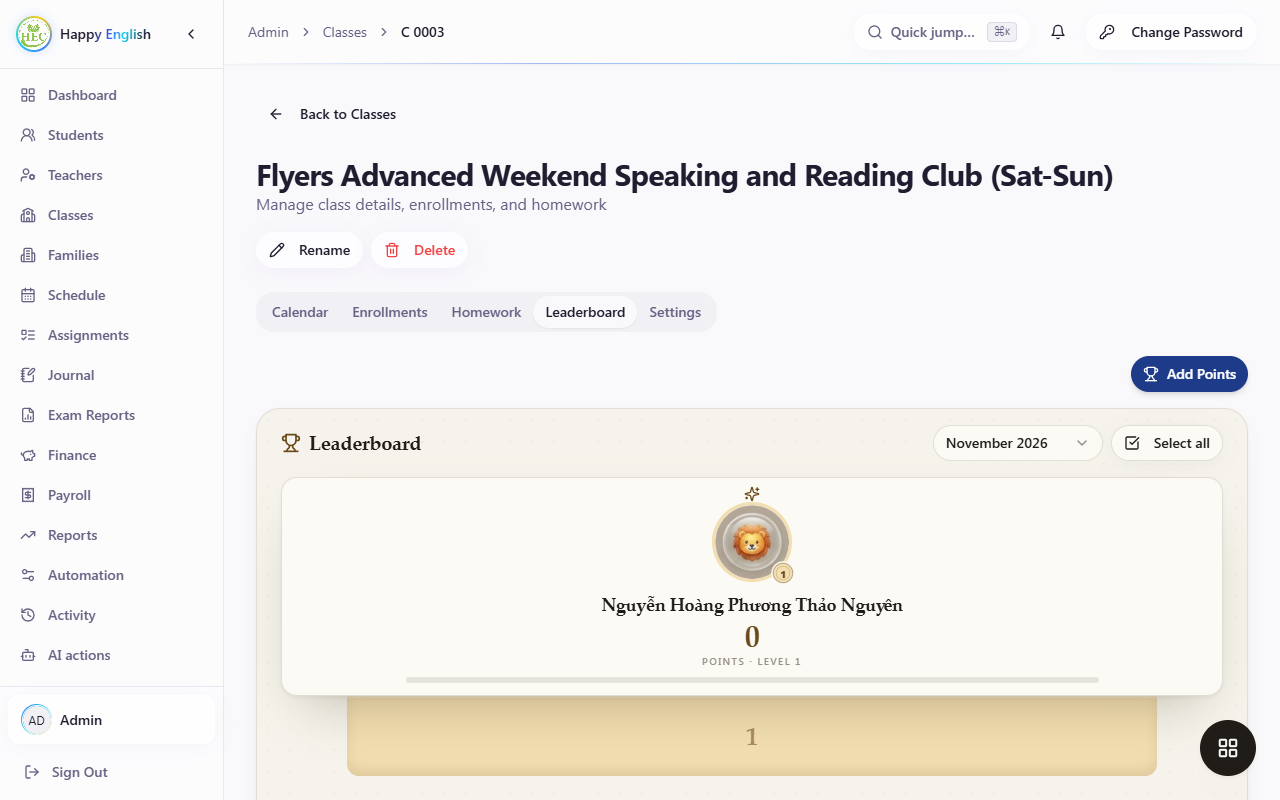 HEC
Happy English
Admin
Classes
C 0003
Quick jump...
⌘K
Change Password
Dashboard
Students
Teachers
Classes
Families
Schedule
Assignments
Journal
Exam Reports
Finance
Payroll
Reports
Automation
Activity
AI actions
AD
Admin
Sign Out
Back to Classes
Flyers Advanced Weekend Speaking and Reading Club (Sat-Sun)
Manage class details, enrollments, and homework
Rename
Delete
Calendar
Enrollments
Homework
Leaderboard
Settings
Add Points
Leaderboard
November 2026
Select all
1
Nguyễn Hoàng Phương Thảo Nguyên
0
POINTS · LEVEL 1
1